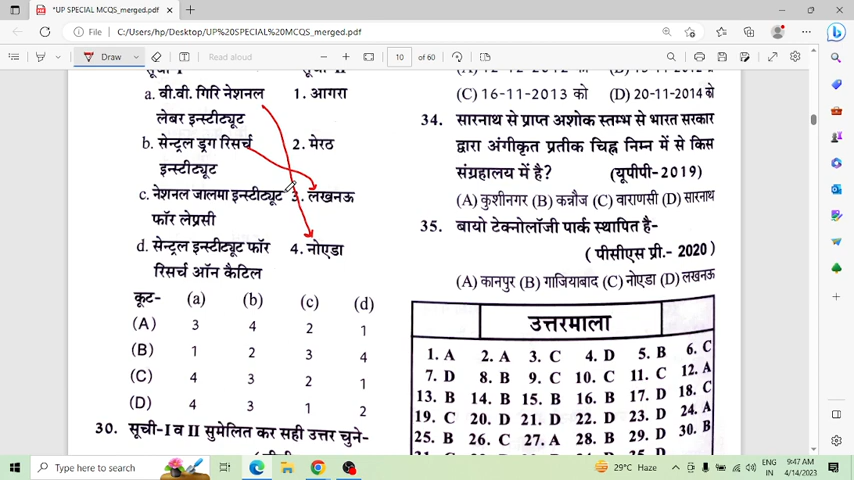 *UP SPECIAL MCQS_merged.pdf
File
C:/Users/hp/Desktop/UP%20SPECIAL%20MCQS_merged.pdf
Draw
Read aloud
10 of 60
सूची-I सूची-II
a. वी.वी. गिरि नेशनल 1. आगरा
लेबर इन्स्टीट्यूट
b. सेन्ट्रल ड्रग रिसर्च 2. मेरठ
इन्स्टीट्यूट
c. नेशनल जालमा इन्स्टीट्यूट 3. लखनऊ
फॉर लेप्रसी
d. सेन्ट्रल इन्स्टीट्यूट फॉर 4. नोएडा
रिसर्च ऑन कैटिल
कूट- (a) (b) (c) (d)
(A) 3 4 2 1
(B) 1 2 3 4
(C) 4 3 2 1
(D) 4 3 1 2
30. सूची-I व II सुमेलित कर सही उत्तर चुने-
(C) 16-11-2013 को (D) 20-11-2014 को
34. सारनाथ से प्राप्त अशोक स्तम्भ से भारत सरकार
द्वारा अंगीकृत प्रतीक चिह्न निम्न में से किस
संग्रहालय में है? (यूपीपी-2019)
(A) कुशीनगर (B) कन्नौज (C) वाराणसी (D) सारनाथ
35. बायो टेक्नोलॉजी पार्क स्थापित है-
(पीसीएस प्री.- 2020)
(A) कानपुर (B) गाजियाबाद (C) नोएडा (D) लखनऊ
उत्तरमाला
1. A 2. A 3. C 4. D 5. B 6. C
7. D 8. B 9. C 10. C 11. C 12. A
13. B 14. B 15. B 16. B 17. D 18. C
19. C 20. D 21. D 22. D 23. D 24. A
25. B 26. C 27. A 28. B 29. D 30. B
Type here to search
29°C Haze
ENG
IN
9:47 AM
4/14/2023